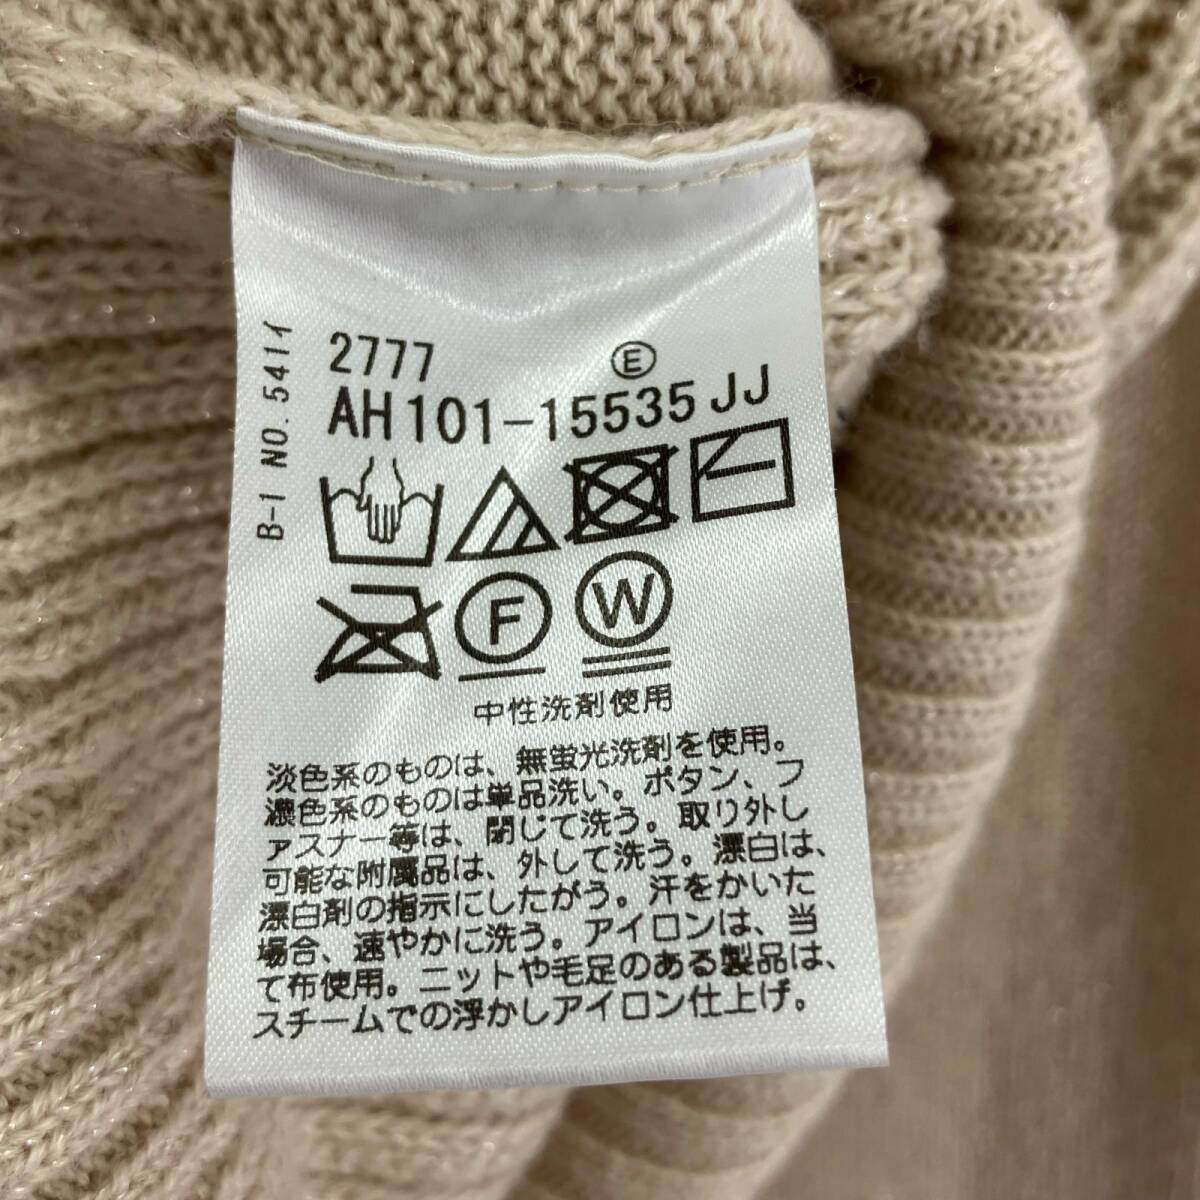 B-1 NO.541イ
2777
E
AH101-15535JJ
F
W
中性洗剤使用
淡色系のものは、無蛍光洗剤を使用。
濃色系のものは単品洗い。ボタン、フ
ァスナー等は、閉じて洗う。取り外し
可能な附属品は、外して洗う。漂白は、
漂白剤の指示にしたがう。汗をかいた
場合、速やかに洗う。アイロンは、当
て布使用。ニットや毛足のある製品は、
スチームでの浮かしアイロン仕上げ。